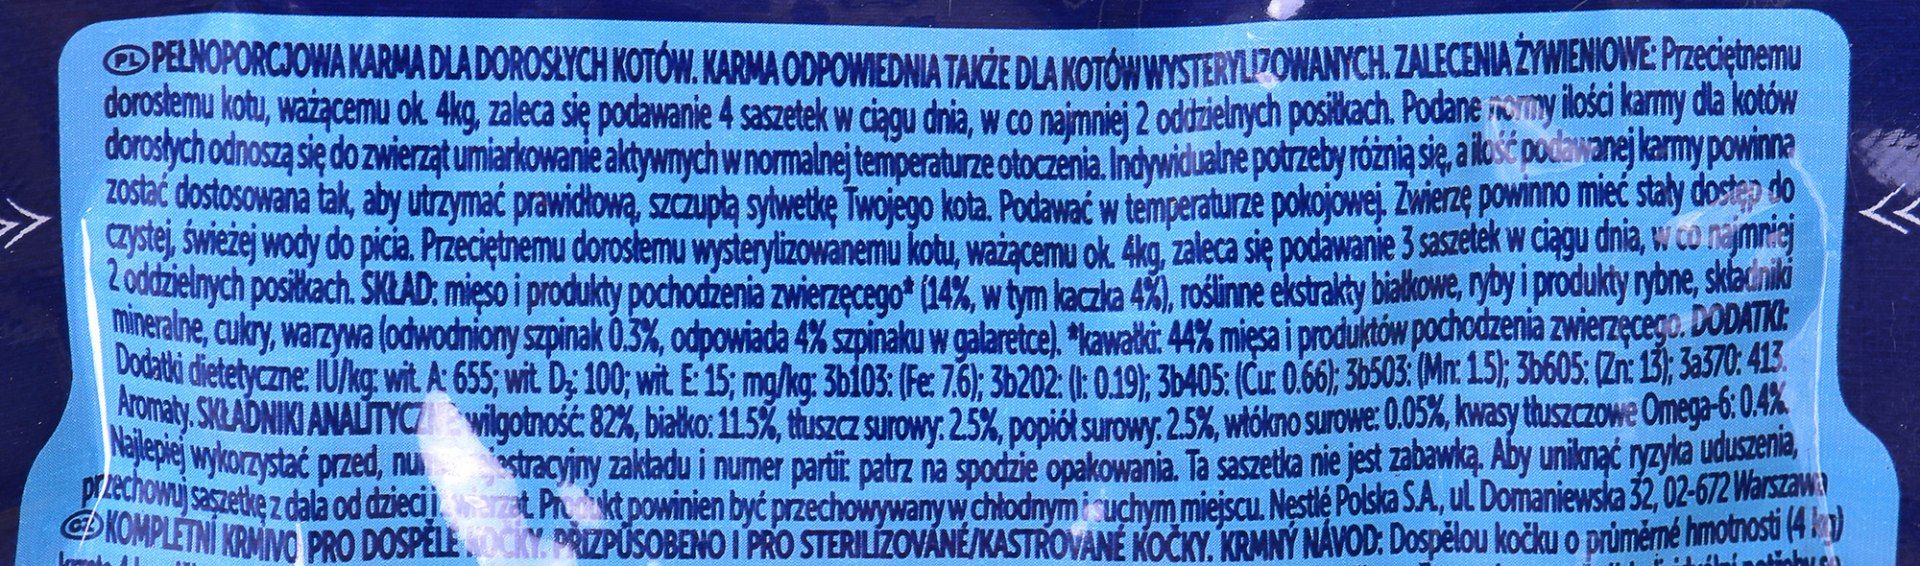 PL PEŁNOPORCJOWA KARMA DLA DOROSŁYCH KOTÓW. KARMA ODPOWIEDNIA TAKŻE DLA KOTÓW WYSTERYLIZOWANYCH. ZALECENIA ŻYWIENIOWE: Przeciętnemu
dorosłemu kotu, ważącemu ok. 4kg, zaleca się podawanie 4 saszetek w ciągu dnia, w co najmniej 2 oddzielnych posiłkach. Podane normy ilości karmy dla kotów
dorosłych odnoszą się do zwierząt umiarkowanie aktywnych w normalnej temperaturze otoczenia. Indywidualne potrzeby różnią się, a ilość podawanej karmy powinna
zostać dostosowana tak, aby utrzymać prawidłową, szczupłą sylwetkę Twojego kota. Podawać w temperaturze pokojowej. Zwierzę powinno mieć stały dostęp do
czystej, świeżej wody do picia. Przeciętnemu dorosłemu wysterylizowanemu kotu, ważącemu ok. 4kg, zaleca się podawanie 3 saszetek w ciągu dnia, w co najmniej
2 oddzielnych posiłkach. SKŁAD: mięso i produkty pochodzenia zwierzęcego* (14%, w tym kaczka 4%), roślinne ekstrakty białkowe, ryby i produkty rybne, składniki
mineralne, cukry, warzywa (odwodniony szpinak 0.3%, odpowiada 4% szpinaku w galaretce). *kawałki: 44% mięsa i produktów pochodzenia zwierzęcego. DODATKI:
Dodatki dietetyczne: IU/kg: wit. A: 655; wit. D₃: 100; wit. E: 15; mg/kg: 3b103: (Fe: 7.6); 3b202: (I: 0.19); 3b405: (Cu: 0.66); 3b503: (Mn: 1.5); 3b605: (Zn: 13); 3a370: 413.
Aromaty. SKŁADNIKI wilgotność: 82%, białko: 11.5%, tłuszcz surowy: 2.5%, popiół surowy: 2.5%, włókno surowe: 0.05%, kwasy tłuszczowe Omega-6: 0.4%.
Najlepiej wykorzystać przed, zakładu i numer partii: patrz na spodzie opakowania. Ta saszetka nie jest zabawką. Aby uniknąć ryzyka uduszenia,
przechowuj saszetkę z dala od dzieci i Produkt powinien być przechowywany w chłodnym i suchym miejscu. Nestlé Polska S.A., ul. Domaniewska 32, 02-672 Warszawa
CZ KOMPLETNÍ KRMIVO PRO DOSPĚLÉ KOČKY. PŘIZPŮSOBENO I PRO STERILIZOVANÉ/KASTROVANÉ KOČKY. KRMNÝ NÁVOD: Dospělou kočku o průměrné hmotnosti (4 kg)